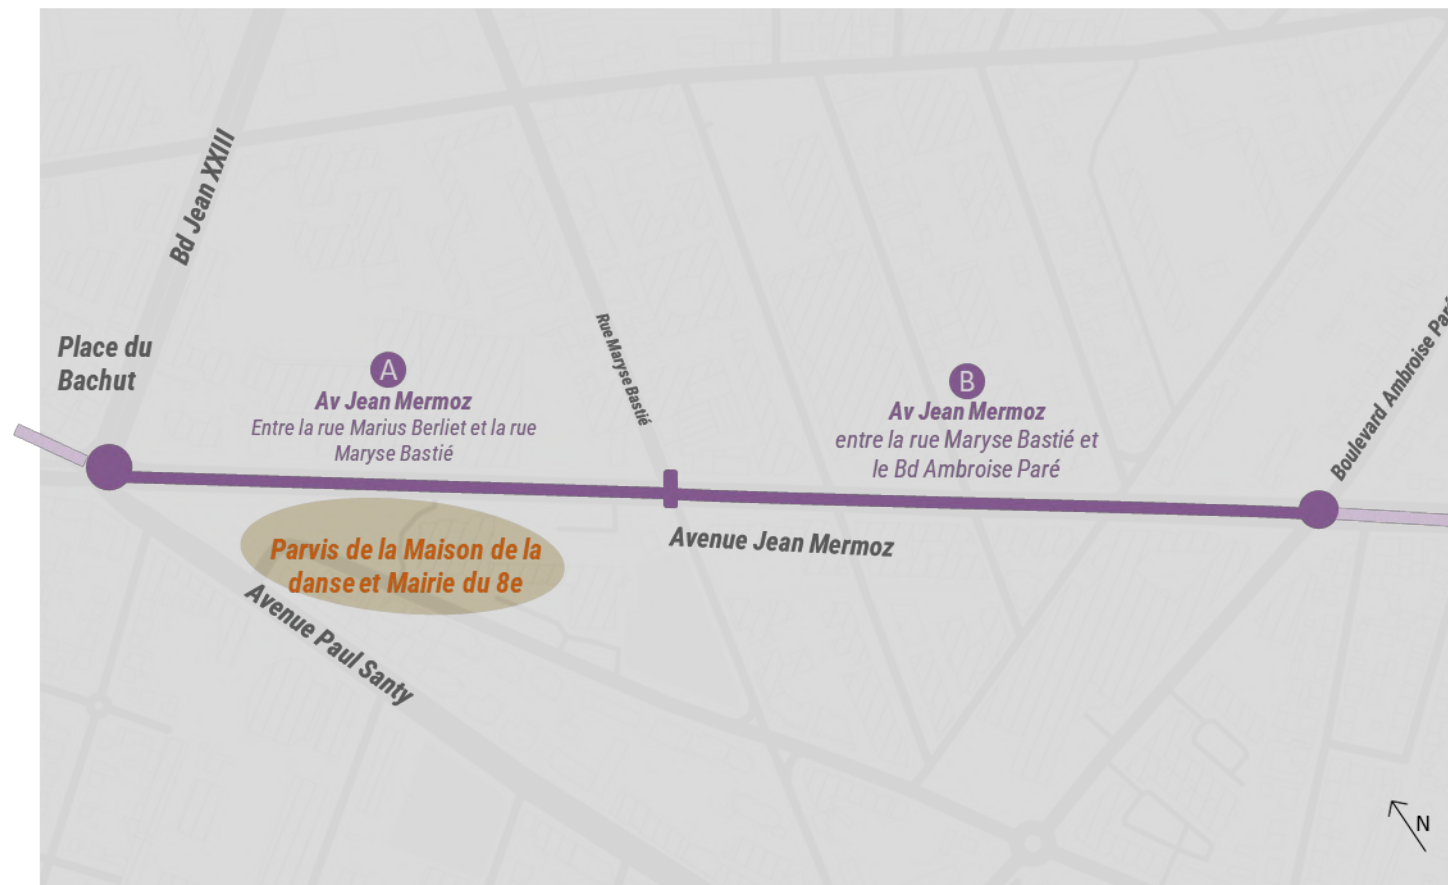 Bd Jean XXIII
Place du
Bachut
A
Av Jean Mermoz
Entre la rue Marius Berliet et la rue
Maryse Bastié
Rue Maryse Bastié
B
Av Jean Mermoz
entre la rue Maryse Bastié et
le Bd Ambroise Paré
Boulevard Ambroise Paré
Avenue Jean Mermoz
Parvis de la Maison de la
danse et Mairie du 8e
Avenue Paul Santy
N